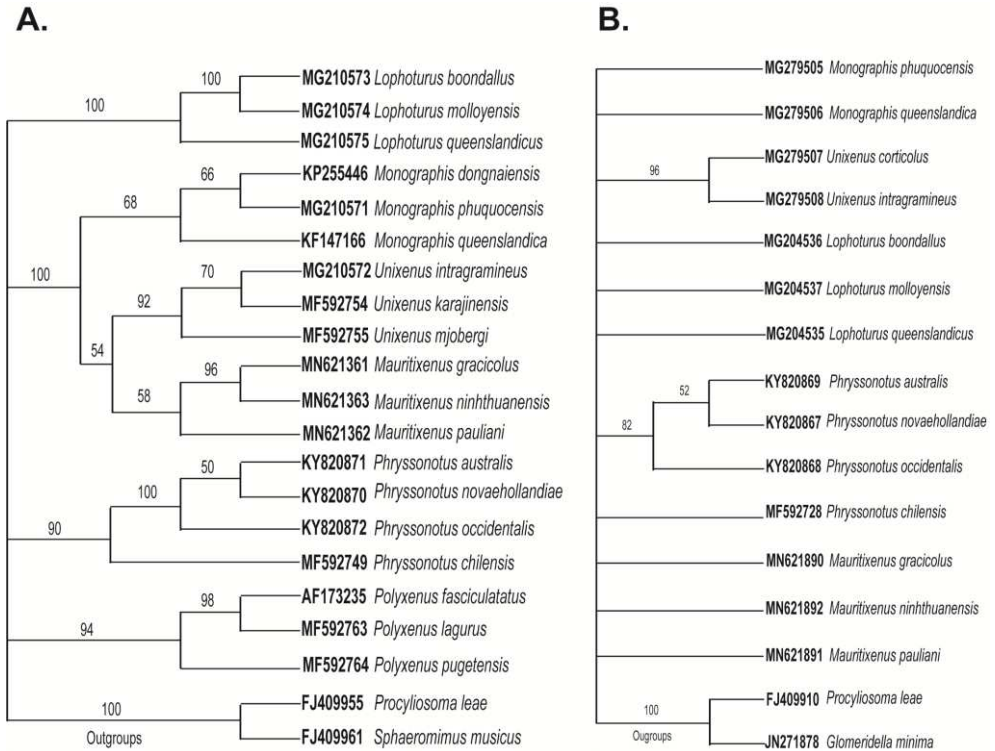 A.
100
MG210573 Lophoturus boondallus
100
MG210574 Lophoturus molloyensis
MG210575 Lophoturus queenslandicus
66
KP255446 Monographis dongnaiensis
68
MG210571 Monographis phuquocensis
KF147166 Monographis queenslandica
100
70
MG210572 Unixenus intragramineus
92
MF592754 Unixenus karajinensis
MF592755 Unixenus mjobergi
54
96
MN621361 Mauritixenus gracicolus
58
MN621363 Mauritixenus ninhthuanensis
MN621362 Mauritixenus pauliani
50
KY820871 Phryssonotus australis
100
KY820870 Phryssonotus novaehollandiae
90
KY820872 Phryssonotus occidentalis
MF592749 Phryssonotus chilensis
98
AF173235 Polyxenus fasciculatatus
94
MF592763 Polyxenus lagurus
MF592764 Polyxenus pugetensis
100
FJ409955 Procyliosoma leae
Outgroups
FJ409961 Sphaeromimus musicus
B.
MG279505 Monographis phuquocensis
MG279506 Monographis queenslandica
96
MG279507 Unixenus corticolus
MG279508 Unixenus intragramineus
MG204536 Lophoturus boondallus
MG204537 Lophoturus molloyensis
MG204535 Lophoturus queenslandicus
52
KY820869 Phryssonotus australis
82
KY820867 Phryssonotus novaehollandiae
KY820868 Phryssonotus occidentalis
MF592728 Phryssonotus chilensis
MN621890 Mauritixenus gracicolus
MN621892 Mauritixenus ninhthuanensis
MN621891 Mauritixenus pauliani
100
FJ409910 Procyliosoma leae
Ougroups
JN271878 Glomeridella minima